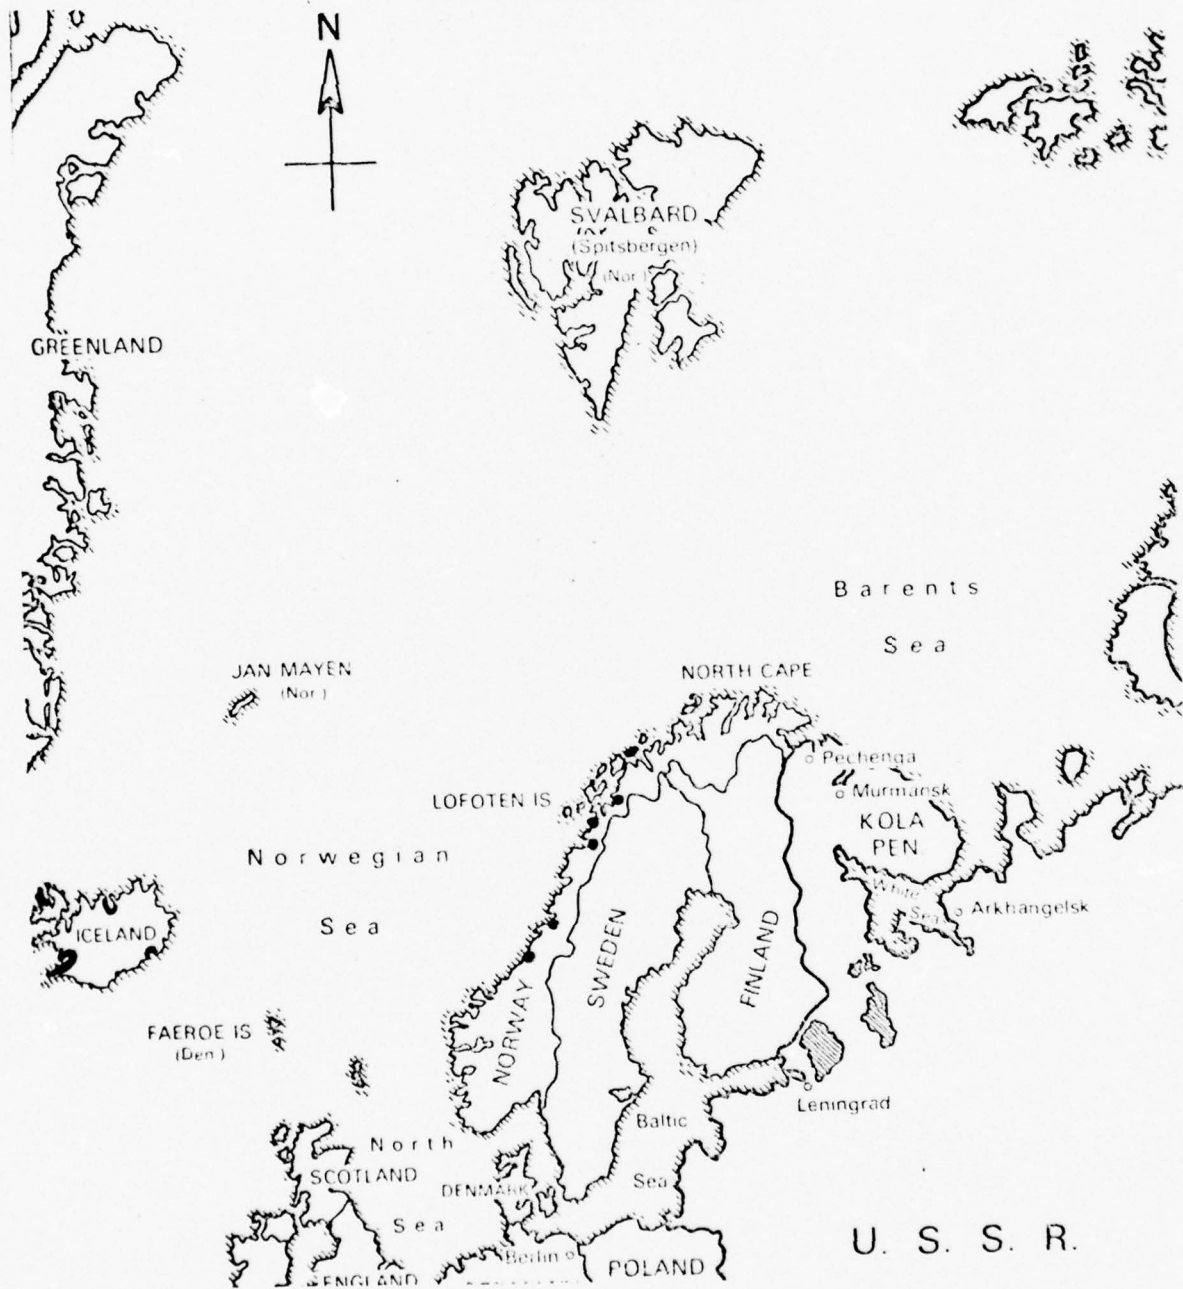 N
SVALBARD
(Spitsbergen)
(Nor.)
GREENLAND
Barents
Sea
JAN MAYEN
(Nor.)
NORTH CAPE
Pechenga
Murmansk
LOFOTEN IS
KOLA
PEN
Norwegian
Sea
White
Sea
Arkhangelsk
ICELAND
SWEDEN
FINLAND
NORWAY
FAEROE IS
(Den.)
Leningrad
Baltic
Sea
North
Sea
SCOTLAND
DENMARK
U. S. S. R.
Berlin
POLAND
ENGLAND